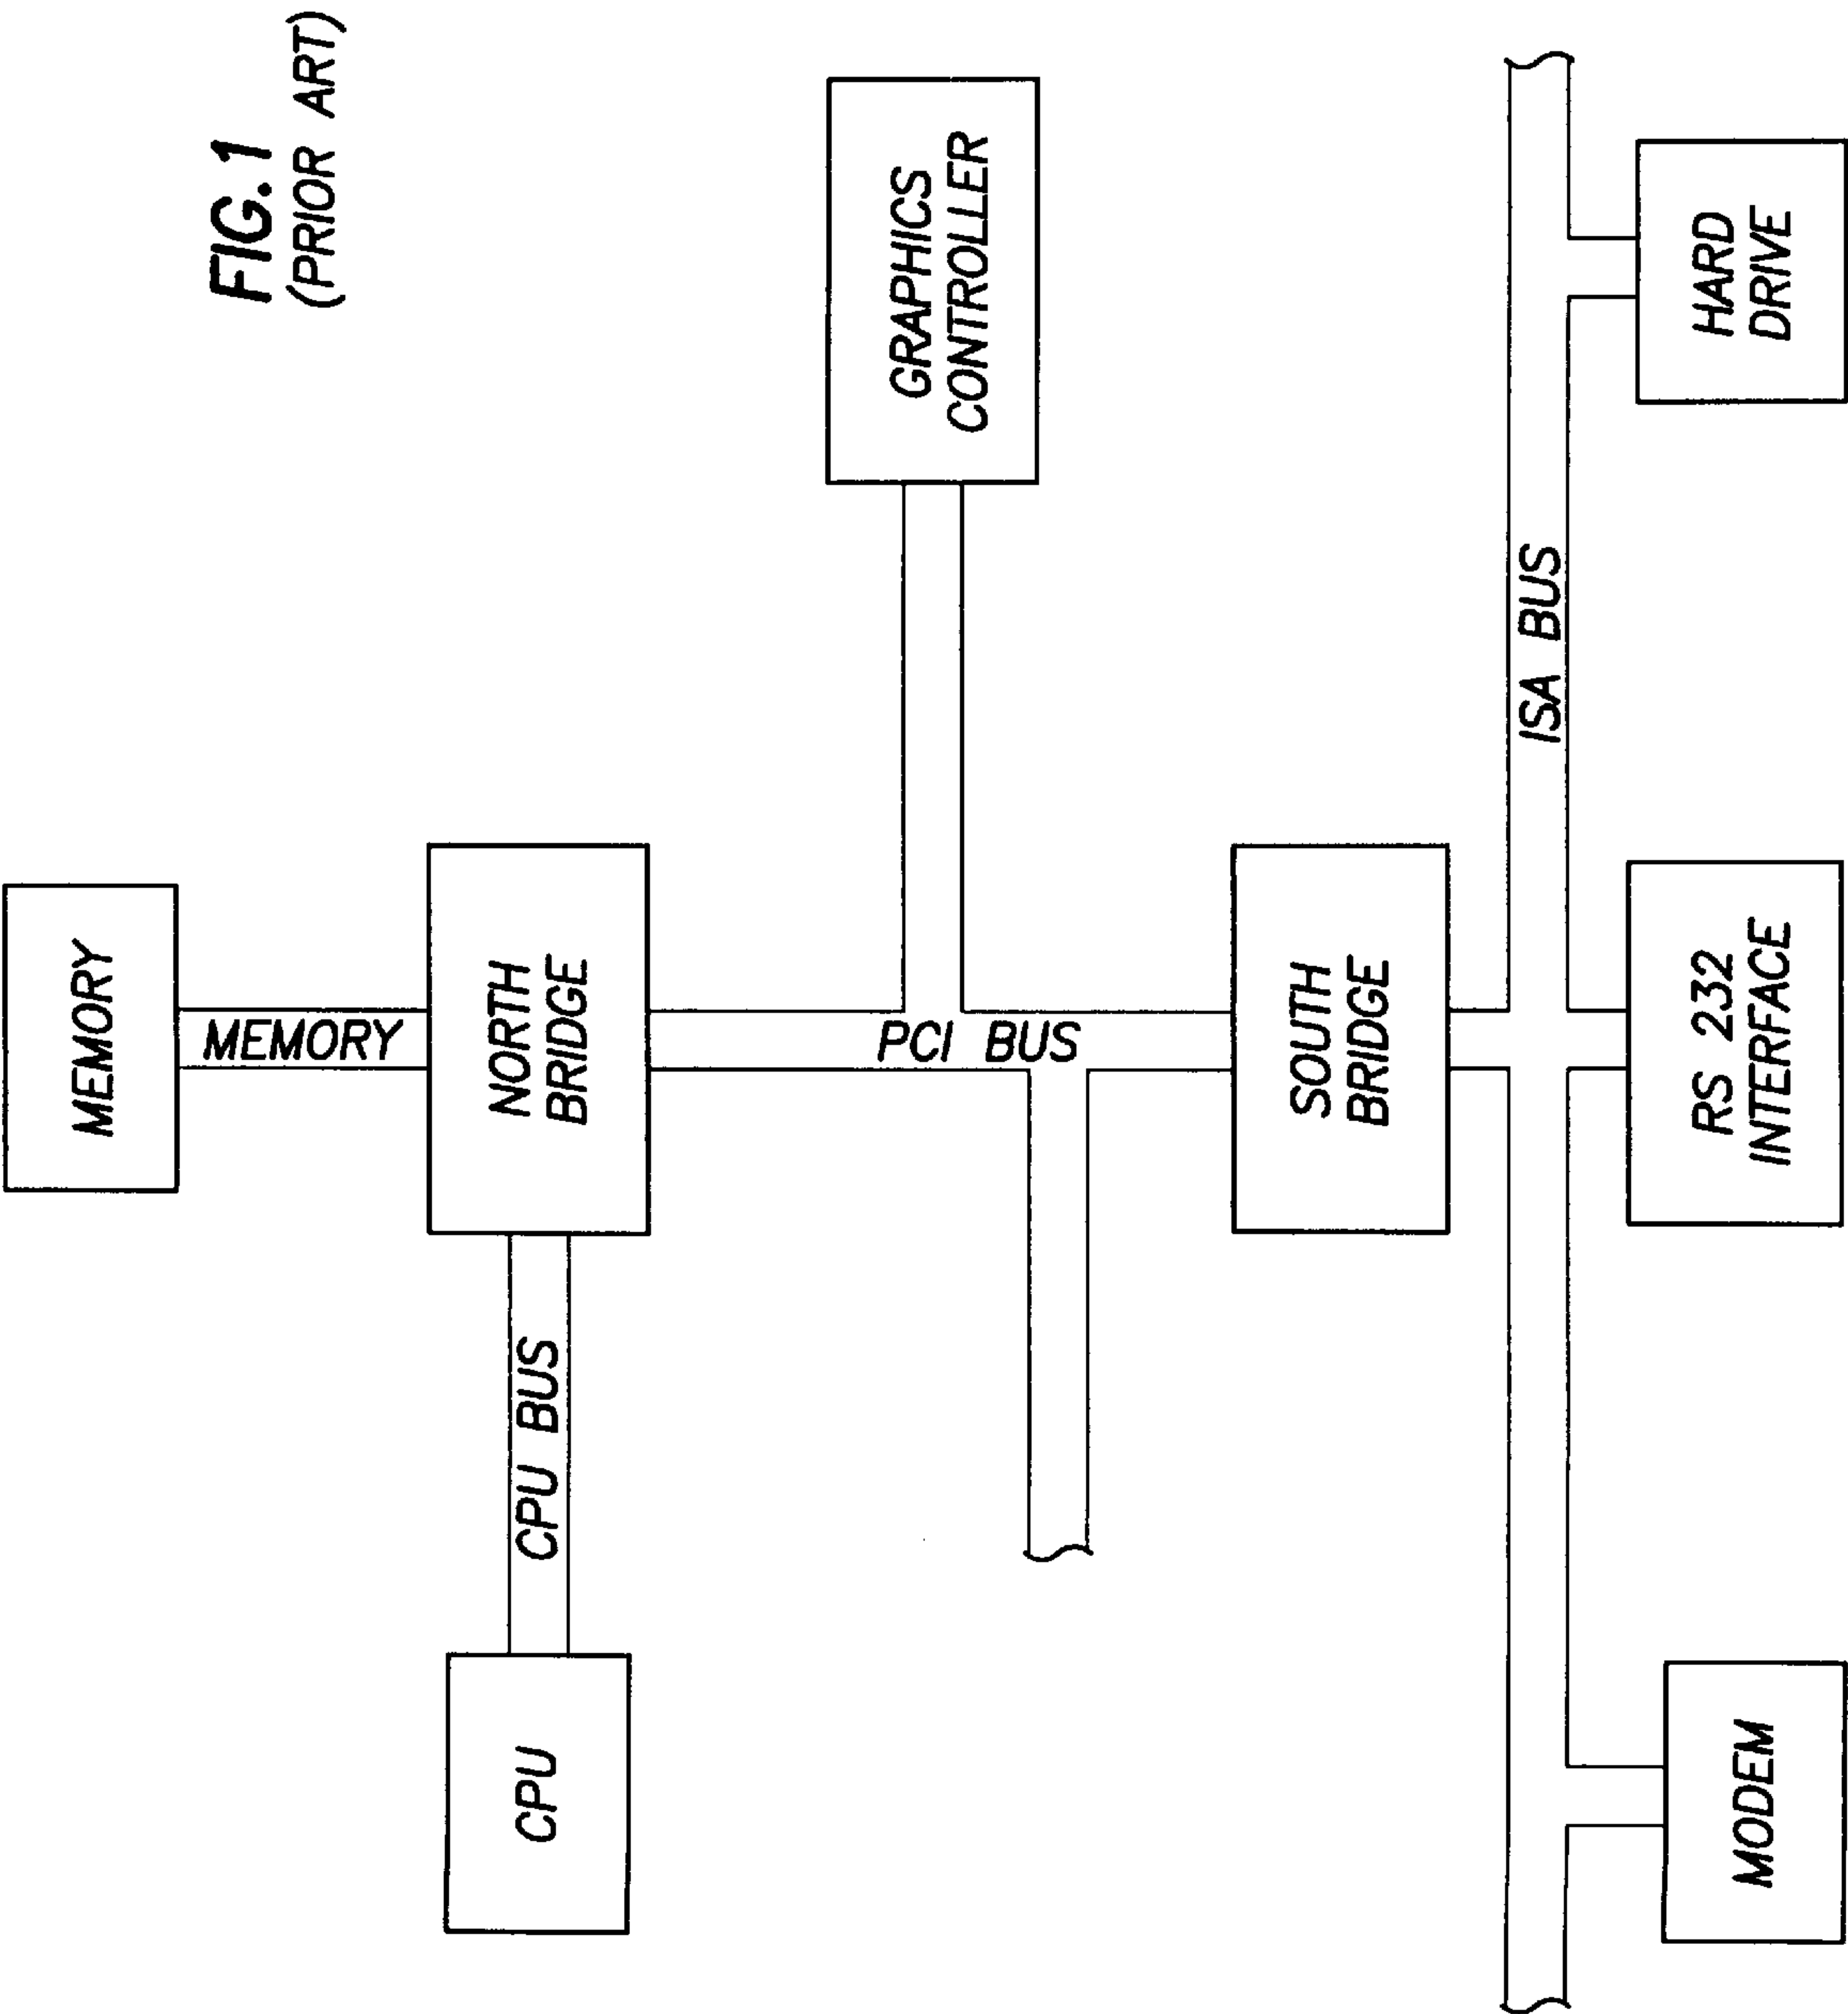 FIG. 1
(PRIOR ART)
MEMORY
MEMORY
CPU
CPU BUS
NORTH
BRIDGE
GRAPHICS
CONTROLLER
PCI BUS
SOUTH
BRIDGE
ISA BUS
MODEM
RS 232
INTERFACE
HARD
DRIVE